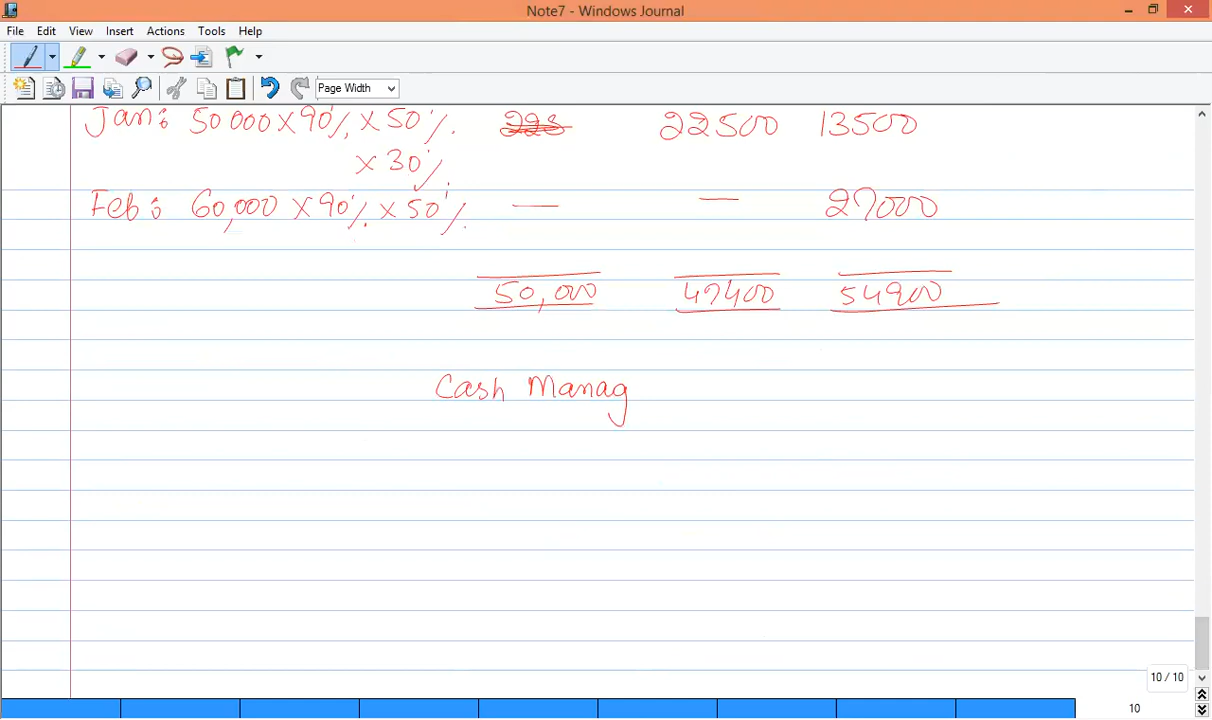 Note7 - Windows Journal
File Edit View Insert Actions Tools Help
Page Width
Jan: 50000 x 90% x 50% 22500 13500
x 30%
Feb: 60,000 x 90% x 50% — — 27000
50,000 47400 54900
Cash Manag
10 / 10
10